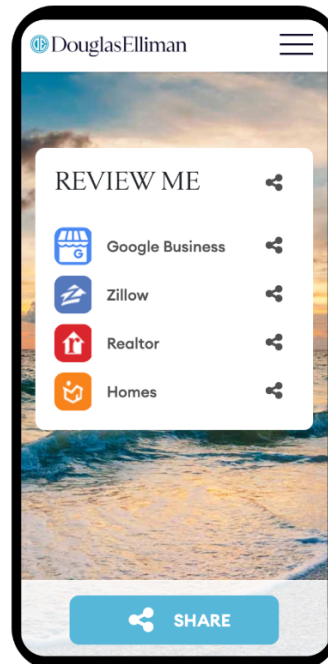 DouglasElliman
REVIEW ME
Google Business
Zillow
Realtor
Homes
SHARE